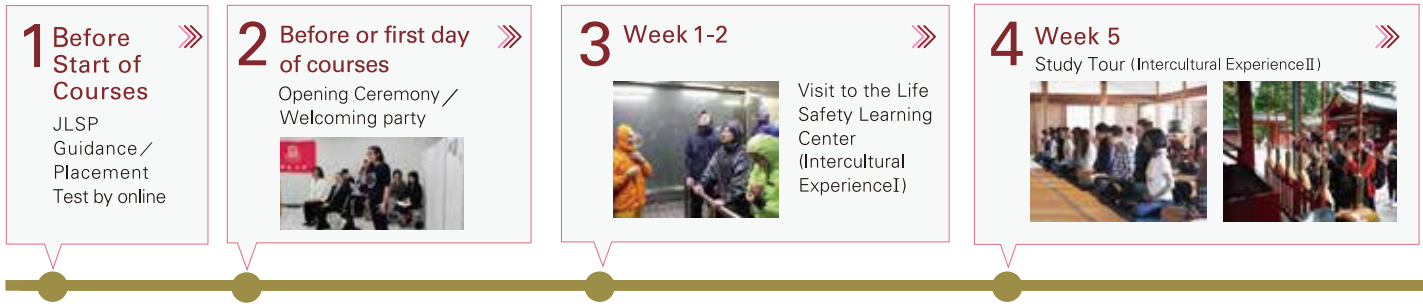 1 Before
Start of
Courses
JLSP
Guidance／
Placement
Test by online
2 Before or first day
of courses
Opening Ceremony／
Welcoming party
3 Week 1-2
Visit to the Life
Safety Learning
Center
(Intercultural
ExperienceⅠ)
4 Week 5
Study Tour (Intercultural ExperienceⅡ)